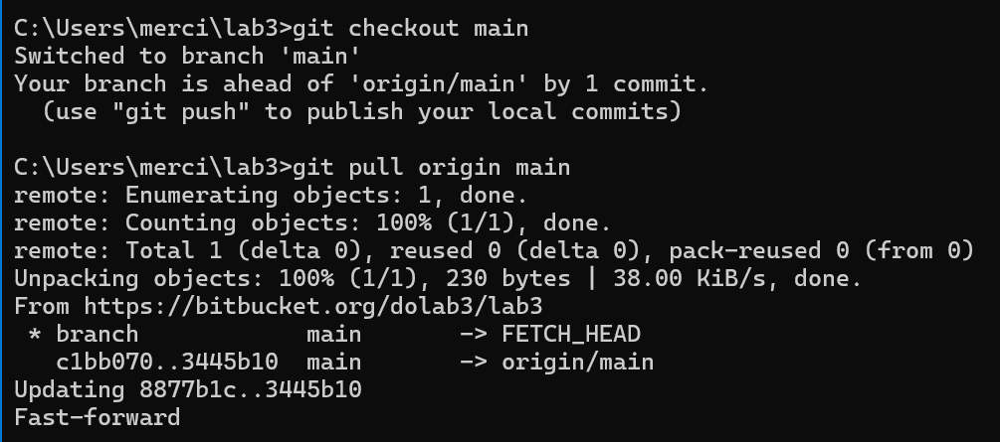 C:\Users\merci\lab3>git checkout main
Switched to branch 'main'
Your branch is ahead of 'origin/main' by 1 commit.
  (use "git push" to publish your local commits)

C:\Users\merci\lab3>git pull origin main
remote: Enumerating objects: 1, done.
remote: Counting objects: 100% (1/1), done.
remote: Total 1 (delta 0), reused 0 (delta 0), pack-reused 0 (from 0)
Unpacking objects: 100% (1/1), 230 bytes | 38.00 KiB/s, done.
From https://bitbucket.org/dolab3/lab3
 * branch            main       -> FETCH_HEAD
   c1bb070..3445b10  main       -> origin/main
Updating 8877b1c..3445b10
Fast-forward